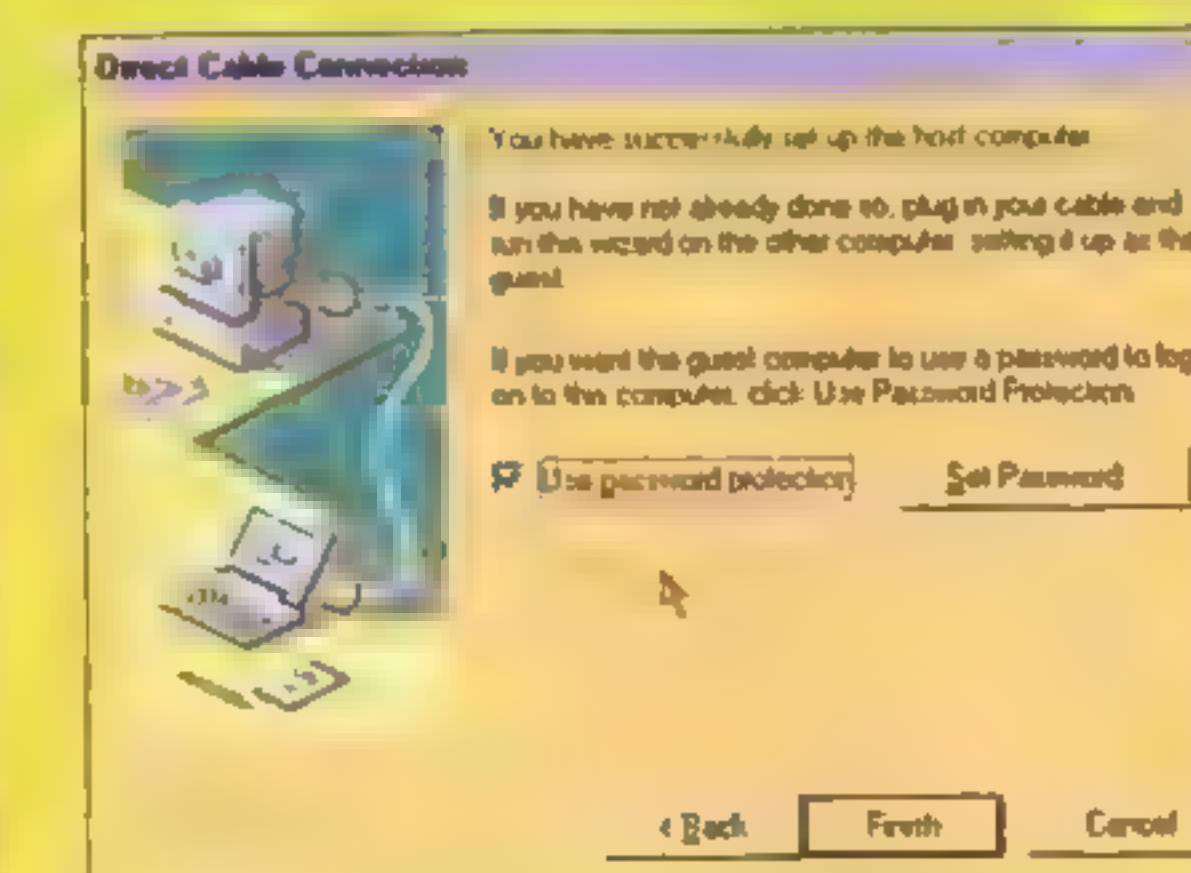 Direct Cable Connection
You have successfully set up the host computer.
If you have not already done so, plug in your cable and
run this wizard on the other computer, setting it up as the
guest.
If you want the guest computer to use a password to log
on to this computer, click Use Password Protection.
Use password protection
Set Password
< Back
Finish
Cancel